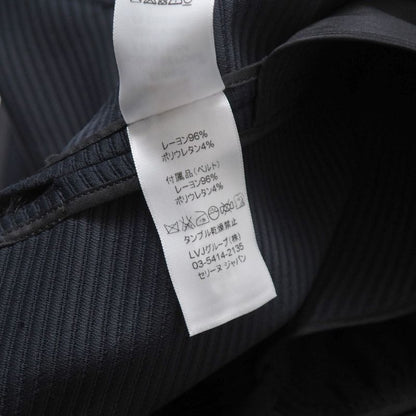 レーヨン96%
ポリウレタン4%
付属品(ベルト)
レーヨン96%
ポリウレタン4%
タンブル乾燥禁止
LVJグループ(株)
03-5414-2135
セリーヌ ジャパン